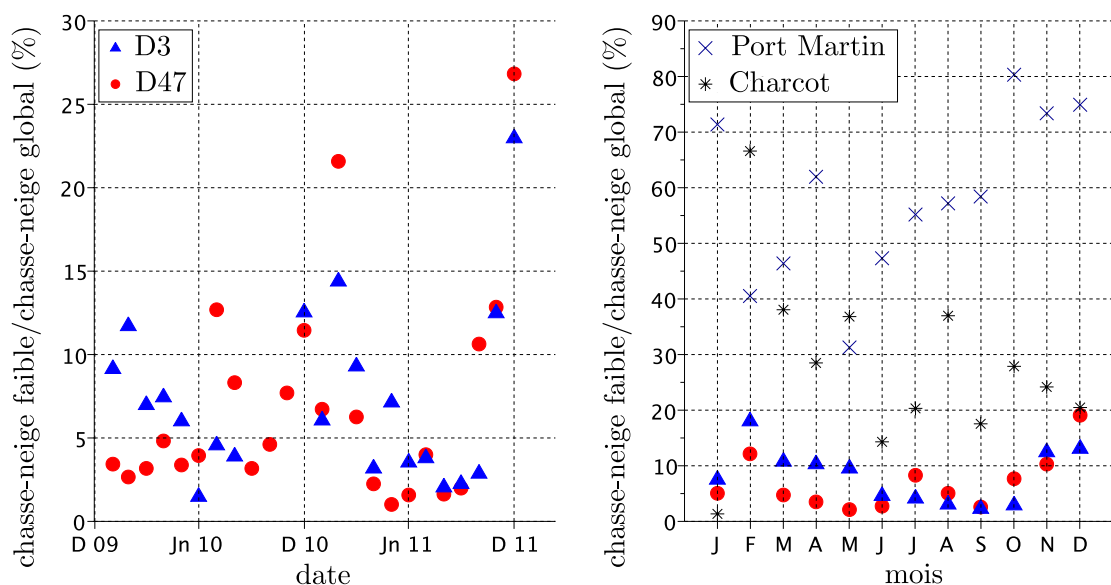 chasse-neige faible/chasse-neige global (%)
30
25
20
15
10
5
0
D3
D47
D 09
Jn 10
D 10
Jn 11
D 11
date
chasse-neige faible/chasse-neige global (%)
90
80
70
60
50
40
30
20
10
0
Port Martin
Charcot
J
F
M
A
M
J
J
A
S
O
N
D
mois